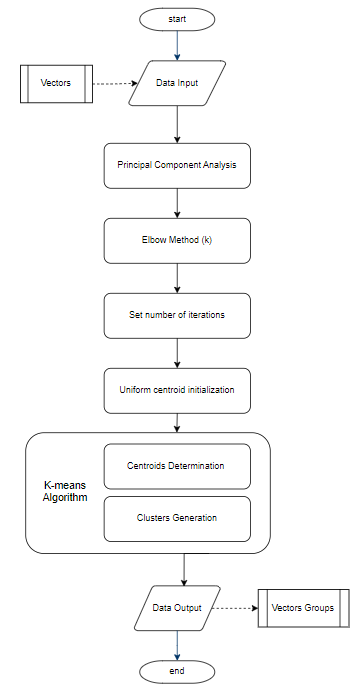 start
Vectors
Data Input
Principal Component Analysis
Elbow Method (k)
Set number of iterations
Uniform centroid initialization
K-means
Algorithm
Centroids Determination
Clusters Generation
Data Output
Vectors Groups
end